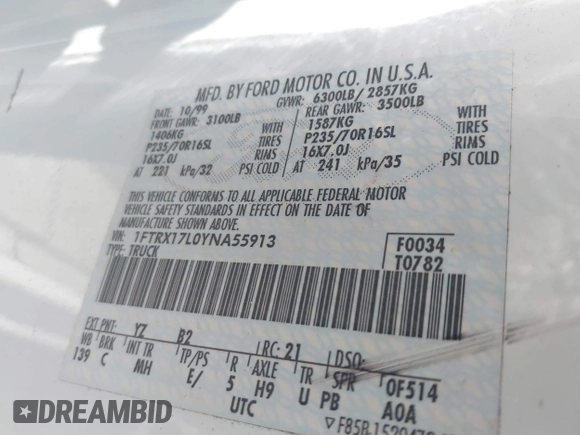 MFD. BY FORD MOTOR CO. IN U.S.A.
DATE: 10/99 GVWR: 6300LB/ 2857KG
FRONT GAWR: 3100LB REAR GAWR: 3500LB
1406KG WITH 1587KG WITH
P235/70R16SL TIRES P235/70R16SL TIRES
16X7.0J RIMS 16X7.0J RIMS
AT 221 kPa/32 PSI COLD AT 241 kPa/35 PSI COLD
THIS VEHICLE CONFORMS TO ALL APPLICABLE FEDERAL MOTOR
VEHICLE SAFETY STANDARDS IN EFFECT ON THE DATE OF
MANUFACTURE SHOWN ABOVE.
VIN: 1FTRX17L0YNA55913 F0034
TYPE: TRUCK T0782
EXT PNT: YZ B2 RC: 21 DSO:
WB BRK INT TR TP/PS R AXLE TR SPR 0F514
139 C MH E/ 5 H9 U PB A0A
UTC
DREAMBID